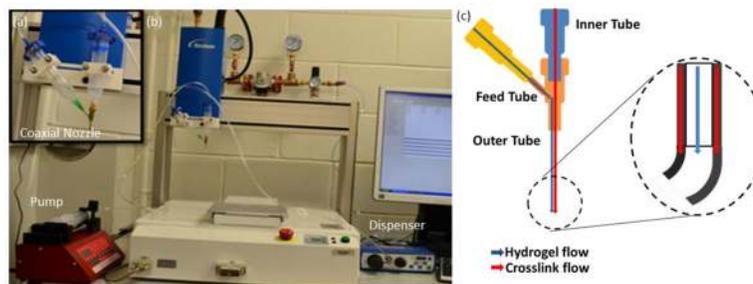 (a)
(b)
(c)
Coaxial Nozzle
Pump
Dispenser
Inner Tube
Feed Tube
Outer Tube
Hydrogel flow
Crosslink flow